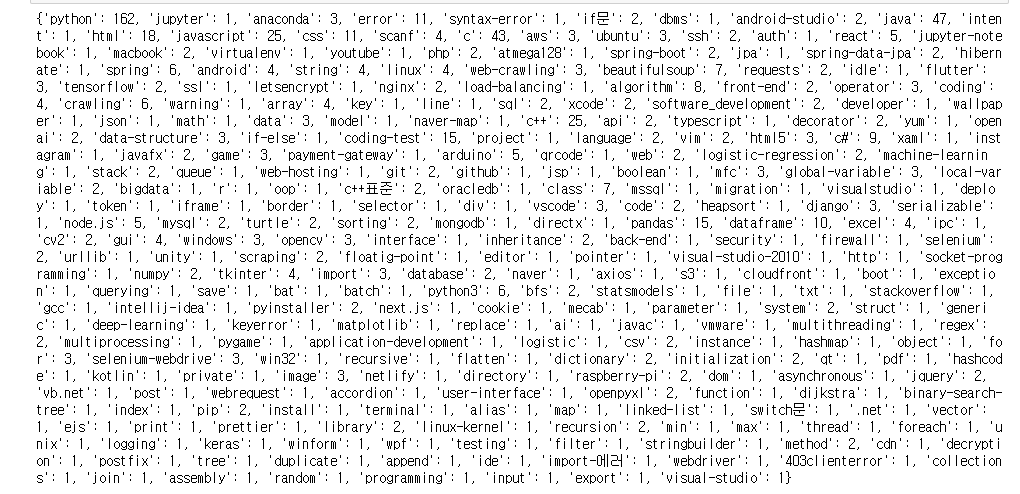 {'python': 162, 'jupyter': 1, 'anaconda': 3, 'error': 11, 'syntax-error': 1, 'if문': 2, 'dbms': 1, 'android-studio': 2, 'java': 47, 'inten
t': 1, 'html': 18, 'javascript': 25, 'css': 11, 'scanf': 4, 'c': 43, 'aws': 3, 'ubuntu': 3, 'ssh': 2, 'auth': 1, 'react': 5, 'jupyter-note
book': 1, 'macbook': 2, 'virtualenv': 1, 'youtube': 1, 'php': 2, 'atmega128': 1, 'spring-boot': 2, 'jpa': 1, 'spring-data-jpa': 2, 'hibern
ate': 1, 'spring': 6, 'android': 4, 'string': 4, 'linux': 4, 'web-crawling': 3, 'beautifulsoup': 7, 'requests': 2, 'idle': 1, 'flutter':
3, 'tensorflow': 2, 'ssl': 1, 'letsencrypt': 1, 'nginx': 2, 'load-balancing': 1, 'algorithm': 8, 'front-end': 2, 'operator': 3, 'coding':
4, 'crawling': 6, 'warning': 1, 'array': 4, 'key': 1, 'line': 1, 'sql': 2, 'xcode': 2, 'software_development': 2, 'developer': 1, 'wallpap
er': 1, 'json': 1, 'math': 1, 'data': 3, 'model': 1, 'naver-map': 1, 'c++': 25, 'api': 2, 'typescript': 1, 'decorator': 2, 'yum': 1, 'open
ai': 2, 'data-structure': 3, 'if-else': 1, 'coding-test': 15, 'project': 1, 'language': 2, 'vim': 2, 'html5': 3, 'c#': 9, 'xaml': 1, 'inst
agram': 1, 'javafx': 2, 'game': 3, 'payment-gateway': 1, 'arduino': 5, 'qrcode': 1, 'web': 2, 'logistic-regression': 2, 'machine-learnin
g': 1, 'stack': 2, 'queue': 1, 'web-hosting': 1, 'git': 2, 'github': 1, 'jsp': 1, 'boolean': 1, 'mfc': 3, 'global-variable': 3, 'local-var
iable': 2, 'bigdata': 1, 'r': 1, 'oop': 1, 'c++표준': 2, 'oracledb': 1, 'class': 7, 'mssql': 1, 'migration': 1, 'visualstudio': 1, 'deplo
y': 1, 'token': 1, 'iframe': 1, 'border': 1, 'selector': 1, 'div': 1, 'vscode': 3, 'code': 2, 'heapsort': 1, 'django': 3, 'serializable':
1, 'node.js': 5, 'mysql': 2, 'turtle': 2, 'sorting': 2, 'mongodb': 1, 'directx': 1, 'pandas': 15, 'dataframe': 10, 'excel': 4, 'ipc': 1,
'cv2': 2, 'gui': 4, 'windows': 3, 'opencv': 3, 'interface': 1, 'inheritance': 2, 'back-end': 1, 'security': 1, 'firewall': 1, 'selenium':
2, 'urllib': 1, 'unity': 1, 'scraping': 2, 'floatig-point': 1, 'editor': 1, 'pointer': 1, 'visual-studio-2010': 1, 'http': 1, 'socket-prog
ramming': 1, 'numpy': 2, 'tkinter': 4, 'import': 3, 'database': 2, 'naver': 1, 'axios': 1, 's3': 1, 'cloudfront': 1, 'boot': 1, 'exceptio
n': 1, 'querying': 1, 'save': 1, 'bat': 1, 'batch': 1, 'python3': 6, 'bfs': 2, 'statsmodels': 1, 'file': 1, 'txt': 1, 'stackoverflow': 1,
'gcc': 1, 'intellij-idea': 1, 'pyinstaller': 2, 'next.js': 1, 'cookie': 1, 'mecab': 1, 'parameter': 1, 'system': 2, 'struct': 1, 'generi
c': 1, 'deep-learning': 1, 'keyerror': 1, 'matplotlib': 1, 'replace': 1, 'ai': 1, 'javac': 1, 'vmware': 1, 'multithreading': 1, 'regex':
2, 'multiprocessing': 1, 'pygame': 1, 'application-development': 1, 'logistic': 1, 'csv': 2, 'instance': 1, 'hashmap': 1, 'object': 1, 'fo
r': 3, 'selenium-webdrive': 3, 'win32': 1, 'recursive': 1, 'flatten': 1, 'dictionary': 2, 'initialization': 2, 'qt': 1, 'pdf': 1, 'hashcod
e': 1, 'kotlin': 1, 'private': 1, 'image': 3, 'netlify': 1, 'directory': 1, 'raspberry-pi': 2, 'dom': 1, 'asynchronous': 1, 'jquery': 2,
'vb.net': 1, 'post': 1, 'webrequest': 1, 'accordion': 1, 'user-interface': 1, 'openpyxl': 2, 'function': 1, 'dijkstra': 1, 'binary-search-
tree': 1, 'index': 1, 'pip': 2, 'install': 1, 'terminal': 1, 'alias': 1, 'map': 1, 'linked-list': 1, 'switch문': 1, '.net': 1, 'vector':
1, 'ejs': 1, 'print': 1, 'prettier': 1, 'library': 2, 'linux-kernel': 1, 'recursion': 2, 'min': 1, 'max': 1, 'thread': 1, 'foreach': 1, 'u
nix': 1, 'logging': 1, 'keras': 1, 'winform': 1, 'wpf': 1, 'testing': 1, 'filter': 1, 'stringbuilder': 1, 'method': 2, 'cdn': 1, 'decrypti
on': 1, 'postfix': 1, 'tree': 1, 'duplicate': 1, 'append': 1, 'ide': 1, 'import-에러': 1, 'webdriver': 1, '403clienterror': 1, 'collection
s': 1, 'join': 1, 'assembly': 1, 'random': 1, 'programming': 1, 'input': 1, 'export': 1, 'visual-studio': 1}